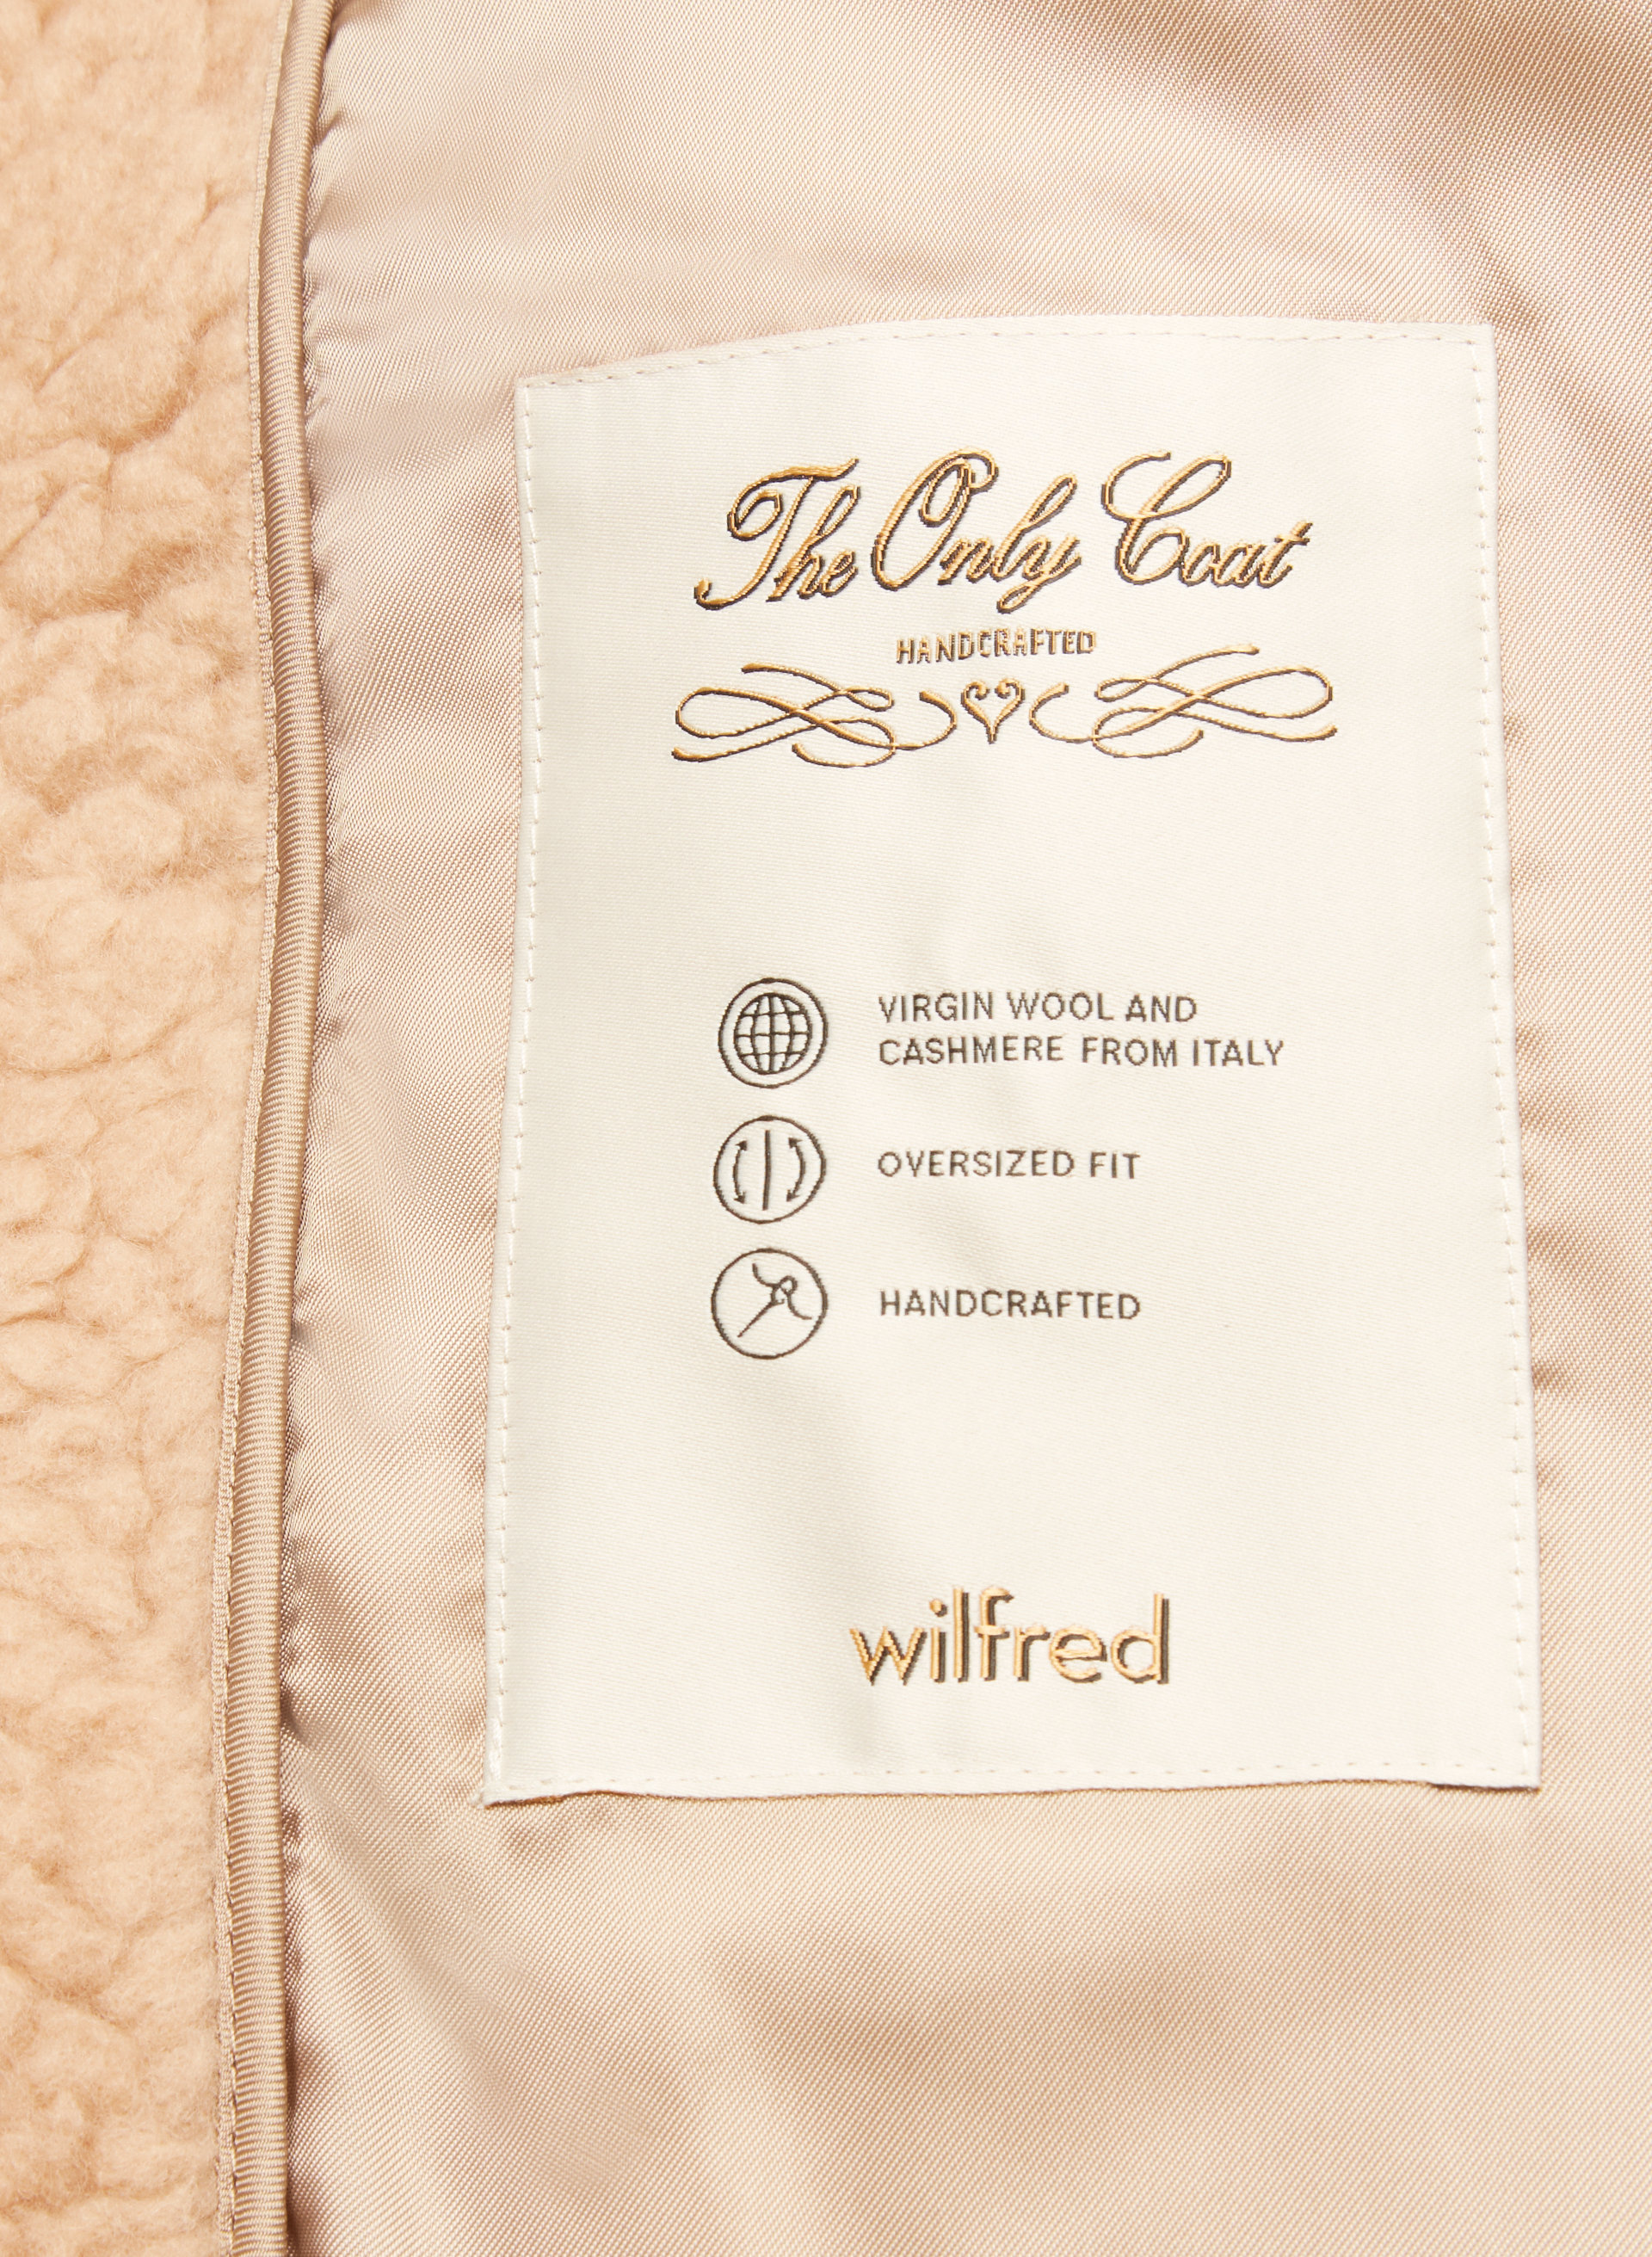 The Only Coat
HANDCRAFTED
VIRGIN WOOL AND
CASHMERE FROM ITALY
OVERSIZED FIT
HANDCRAFTED
wilfred